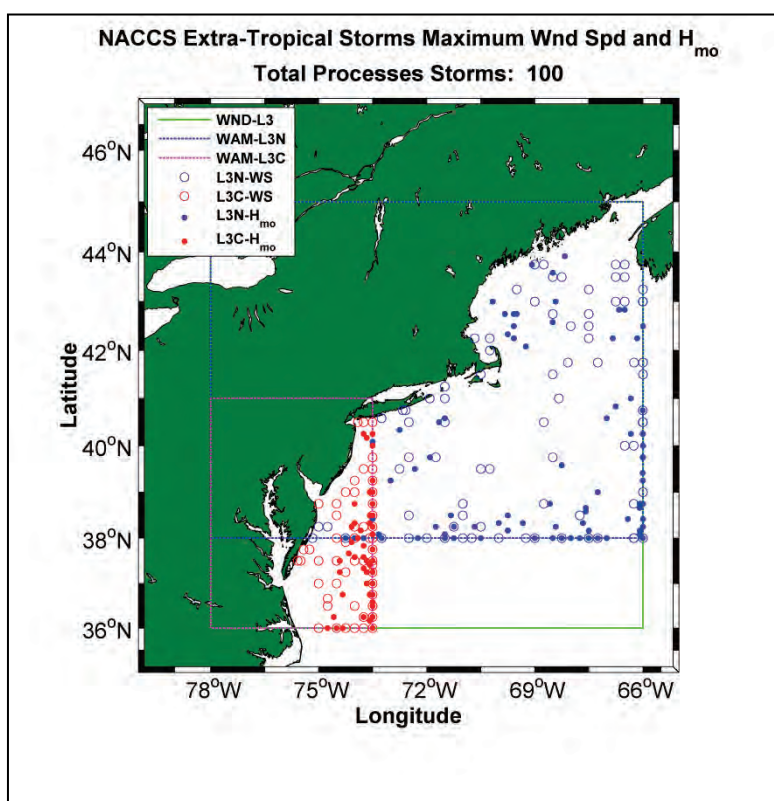 NACCS Extra-Tropical Storms Maximum Wnd Spd and Hmo
Total Processes Storms: 100
WND-L3
WAM-L3N
WAM-L3C
L3N-WS
L3C-WS
L3N-Hmo
L3C-Hmo
46°N
44°N
42°N
40°N
38°N
36°N
Latitude
78°W 75°W 72°W 69°W 66°W
Longitude